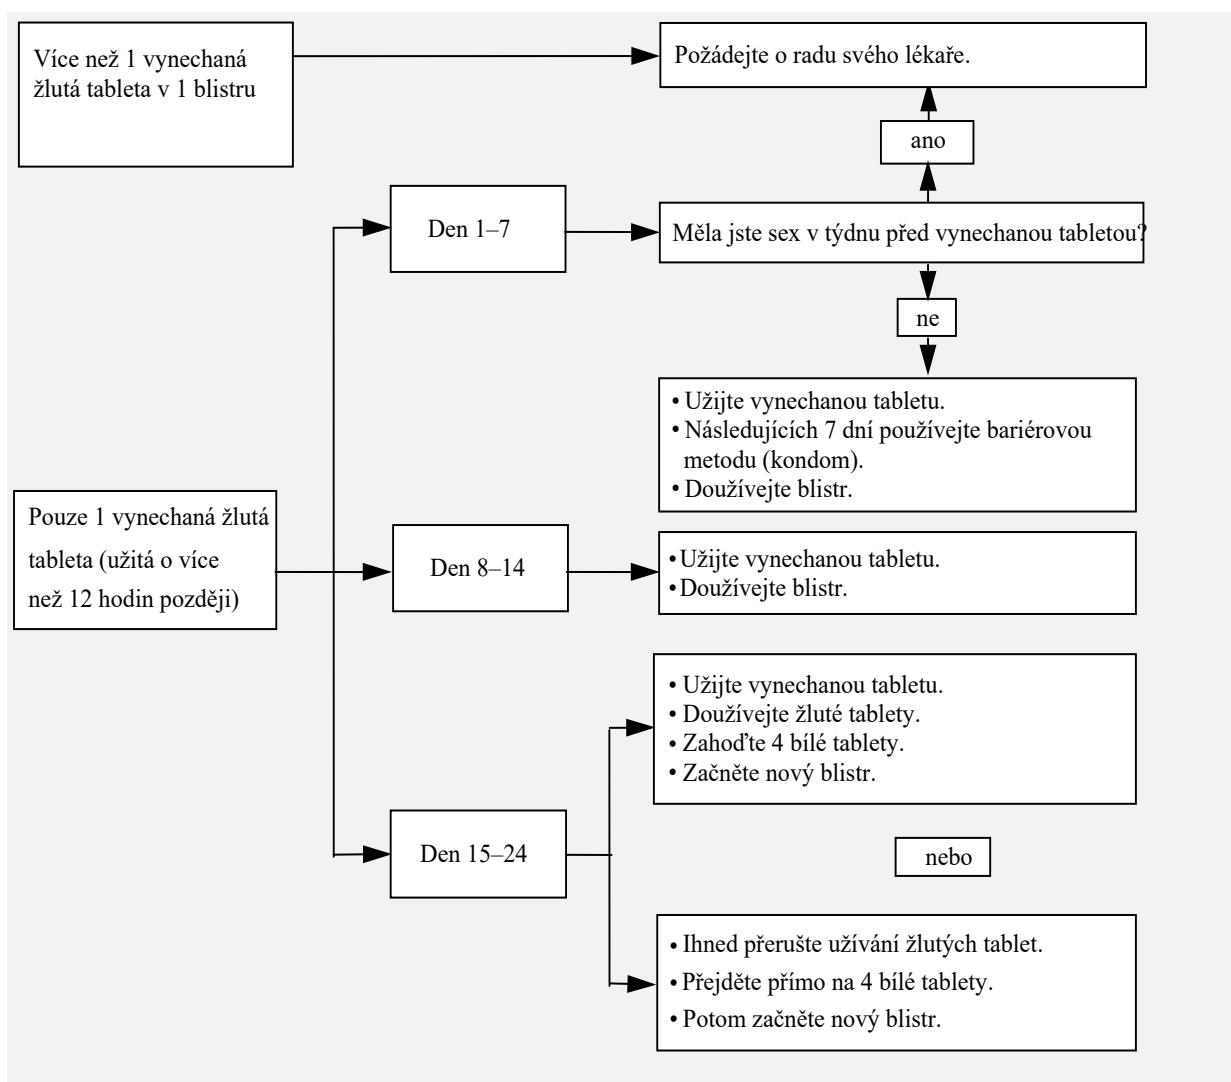 Více než 1 vynechaná
žlutá tableta v 1 blistru
Požádejte o radu svého lékaře.
ano
Den 1–7
Měla jste sex v týdnu před vynechanou tabletou?
ne
• Užijte vynechanou tabletu.
• Následujících 7 dní používejte bariérovou
metodu (kondom).
• Doužívejte blistr.
Pouze 1 vynechaná žlutá
tableta (užitá o více
než 12 hodin později)
Den 8–14
• Užijte vynechanou tabletu.
• Doužívejte blistr.
• Užijte vynechanou tabletu.
• Doužívejte žluté tablety.
• Zahoďte 4 bílé tablety.
• Začněte nový blistr.
Den 15–24
nebo
• Ihned přerušte užívání žlutých tablet.
• Přejděte přímo na 4 bílé tablety.
• Potom začněte nový blistr.